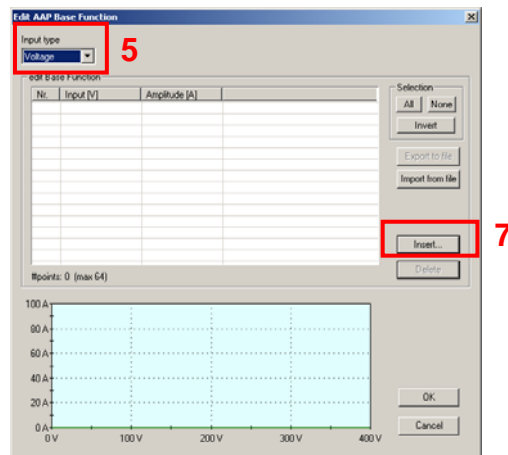 Edit AAP Base Function
Input type
Voltage
5
edit Base Function
Nr. Input [V] Amplitude [A]
Selection
All None
Invert
Export to file
Import from file
Insert...
7
Delete
#points: 0 (max 64)
100 A
80 A
60 A
40 A
20 A
0 A
0 V 100 V 200 V 300 V 400 V
OK
Cancel